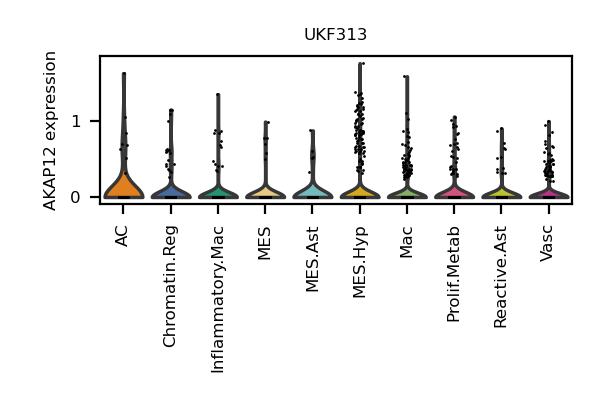 UKF313
AKAP12 expression
1
0
AC
Chromatin.Reg
Inflammatory.Mac
MES
MES.Ast
MES.Hyp
Mac
Prolif.Metab
Reactive.Ast
Vasc